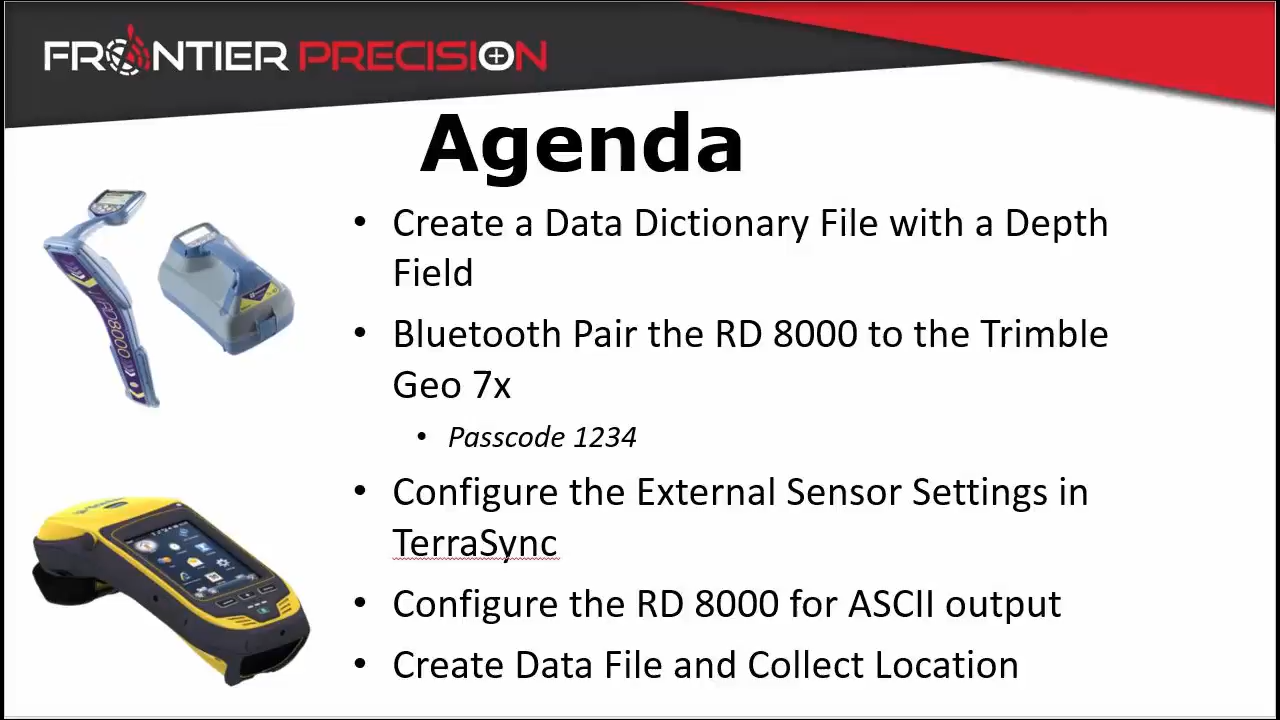 FRONTIER PRECISION
Agenda
• Create a Data Dictionary File with a Depth
Field
• Bluetooth Pair the RD 8000 to the Trimble
Geo 7x
• Passcode 1234
• Configure the External Sensor Settings in
TerraSync
• Configure the RD 8000 for ASCII output
• Create Data File and Collect Location
RD8000